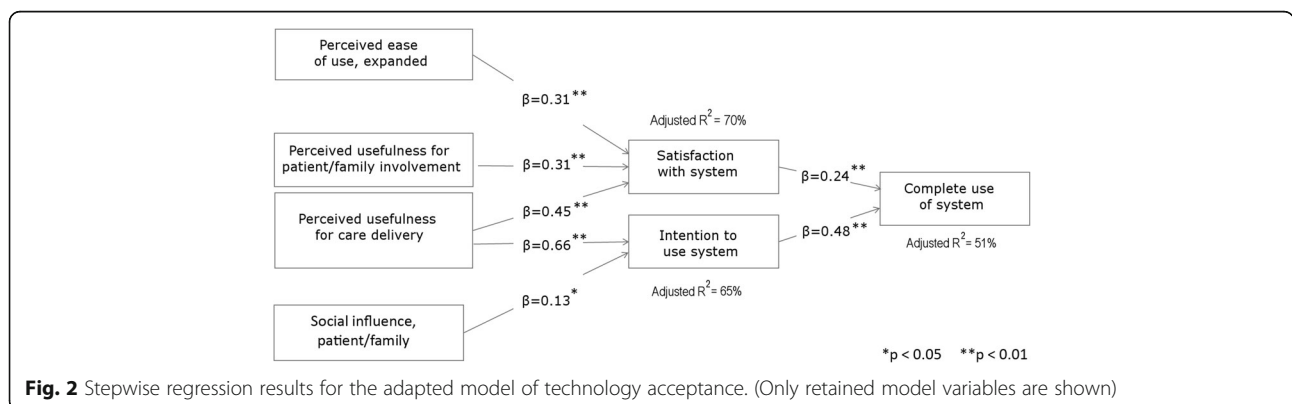 Perceived ease
of use, expanded
β=0.31**
Adjusted R² = 70%
Perceived usefulness for
patient/family involvement
β=0.31**
Satisfaction
with system
β=0.24**
Complete use
of system
Perceived usefulness
for care delivery
β=0.45**
β=0.66**
Intention to
use system
β=0.48**
Adjusted R² = 51%
β=0.13*
Adjusted R² = 65%
Social influence,
patient/family
*p < 0.05 **p < 0.01
Fig. 2 Stepwise regression results for the adapted model of technology acceptance. (Only retained model variables are shown)